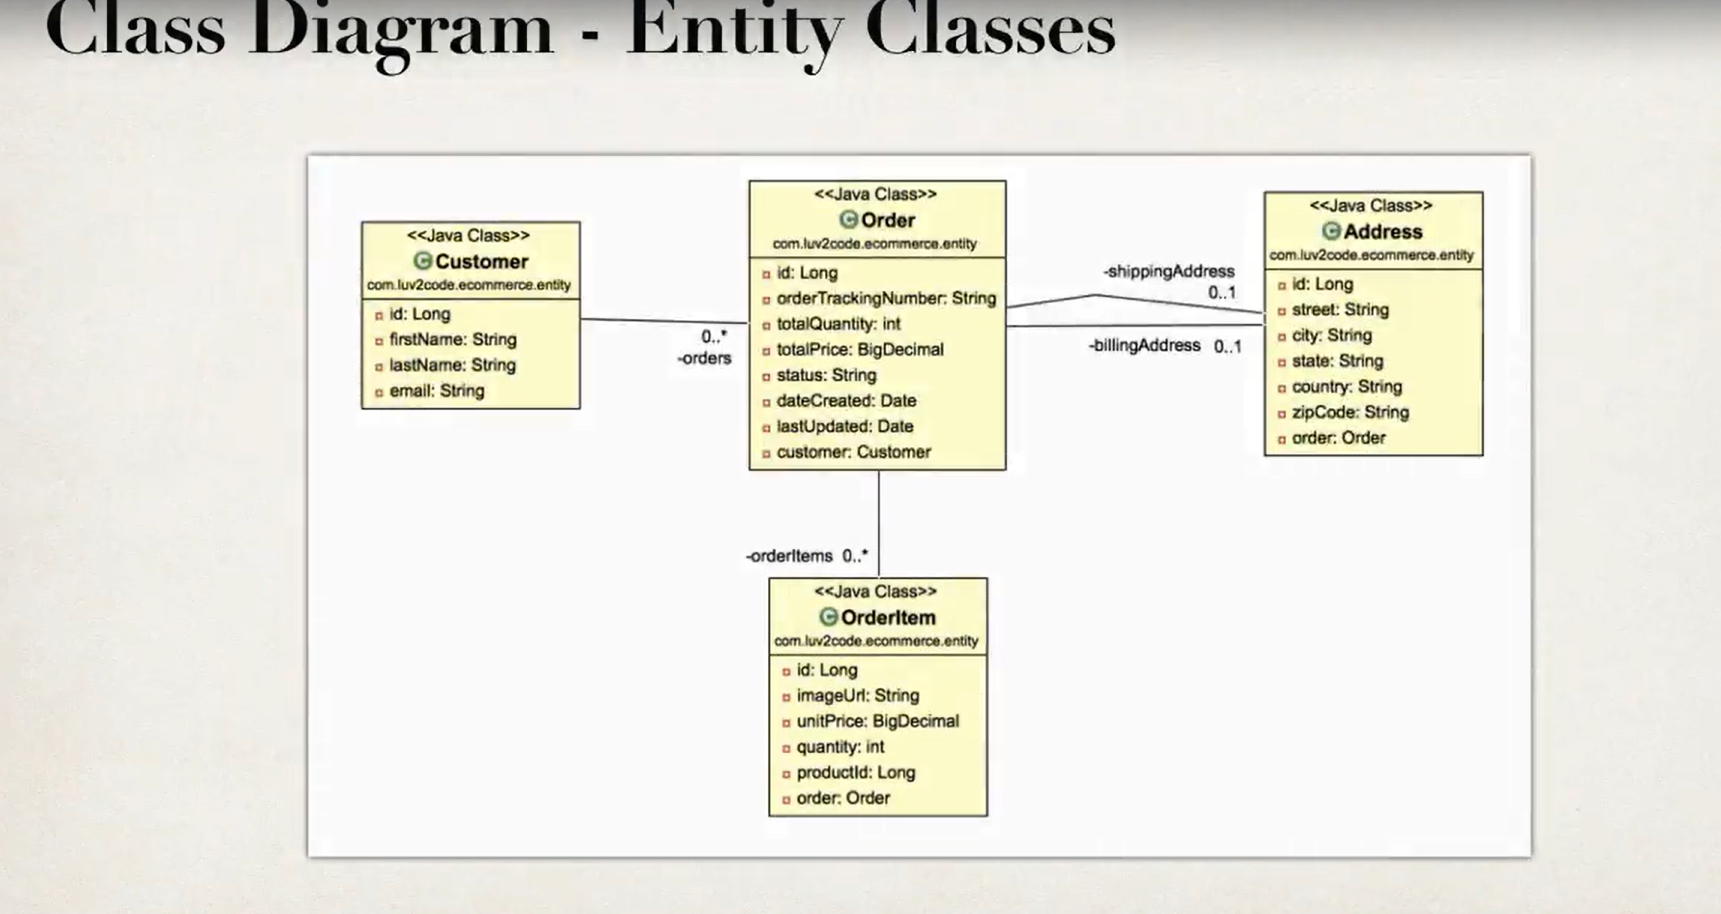 Class Diagram - Entity Classes
<<Java Class>>
Customer
com.luv2code.ecommerce.entity
id: Long
firstName: String
lastName: String
email: String
0..*
-orders
<<Java Class>>
Order
com.luv2code.ecommerce.entity
id: Long
orderTrackingNumber: String
totalQuantity: int
totalPrice: BigDecimal
status: String
dateCreated: Date
lastUpdated: Date
customer: Customer
-shippingAddress
0..1
-billingAddress 0..1
<<Java Class>>
Address
com.luv2code.ecommerce.entity
id: Long
street: String
city: String
state: String
country: String
zipCode: String
order: Order
-orderItems 0..*
<<Java Class>>
OrderItem
com.luv2code.ecommerce.entity
id: Long
imageUrl: String
unitPrice: BigDecimal
quantity: int
productId: Long
order: Order